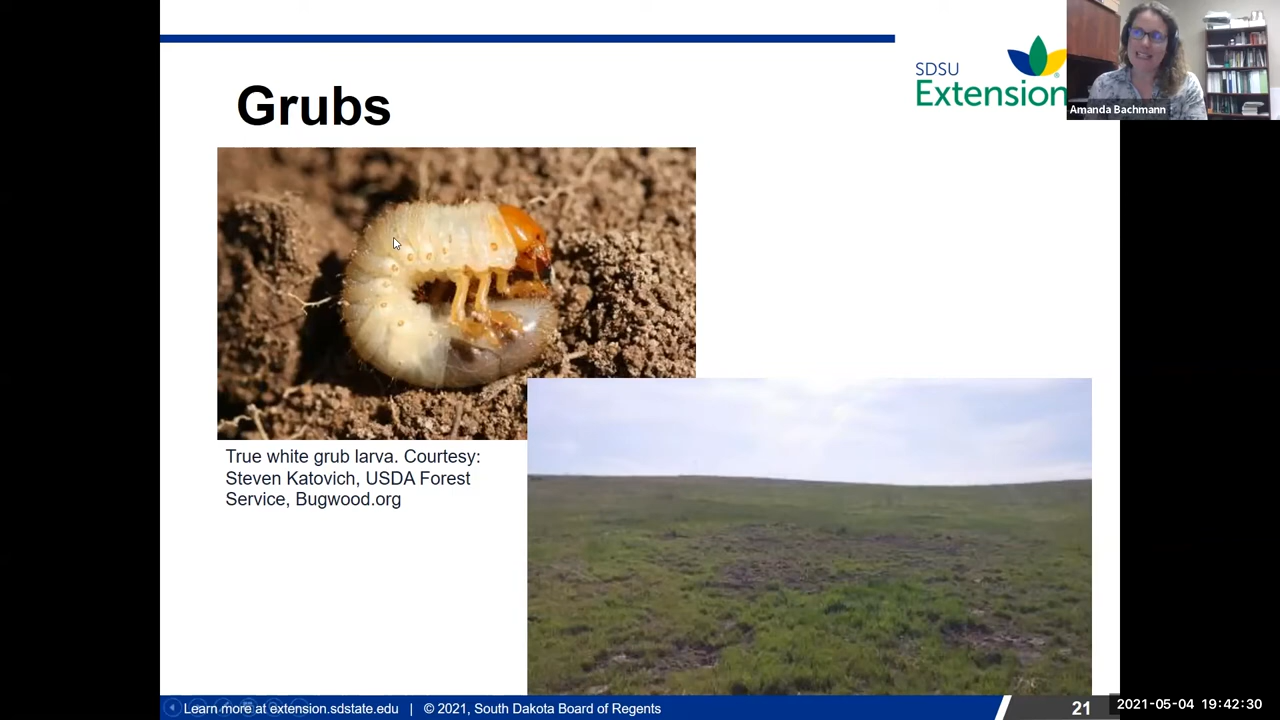 Grubs
SDSU
Extension
Amanda Bachmann
True white grub larva. Courtesy:
Steven Katovich, USDA Forest
Service, Bugwood.org
Learn more at extension.sdstate.edu | © 2021, South Dakota Board of Regents
21
2021-05-04 19:42:30